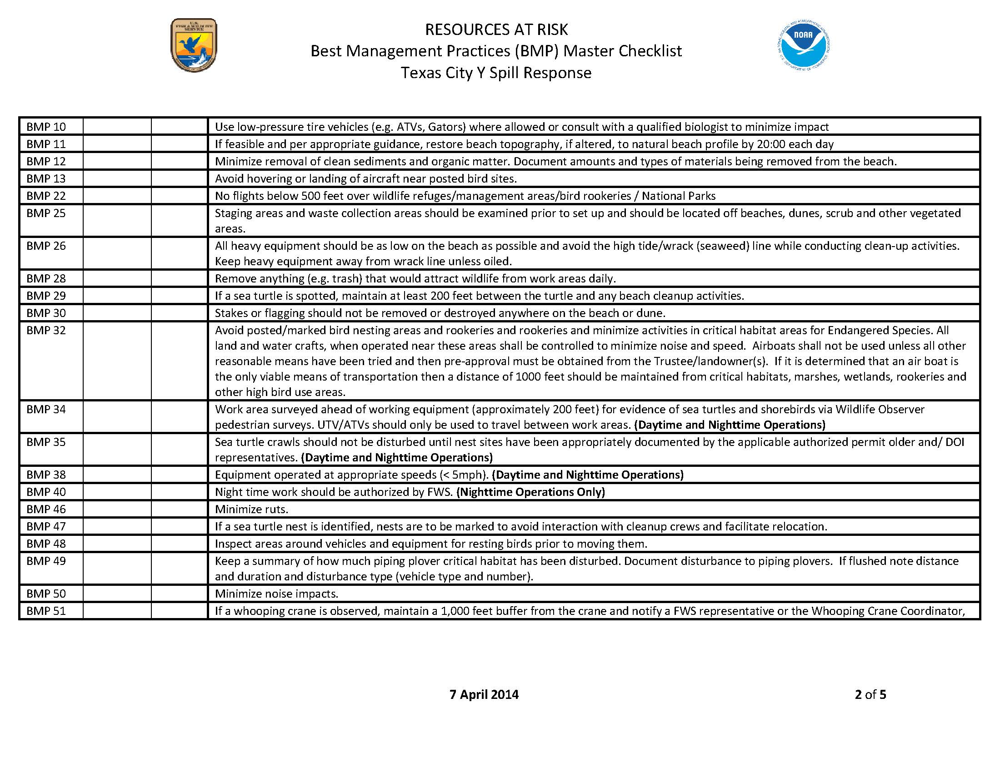 U.S.
FISH & WILDLIFE
SERVICE
RESOURCES AT RISK
Best Management Practices (BMP) Master Checklist
Texas City Y Spill Response
NATIONAL OCEANIC AND ATMOSPHERIC ADMINISTRATION
NOAA
U.S. DEPARTMENT OF COMMERCE
BMP 10 Use low-pressure tire vehicles (e.g. ATVs, Gators) where allowed or consult with a qualified biologist to minimize impact
BMP 11 If feasible and per appropriate guidance, restore beach topography, if altered, to natural beach profile by 20:00 each day
BMP 12 Minimize removal of clean sediments and organic matter. Document amounts and types of materials being removed from the beach.
BMP 13 Avoid hovering or landing of aircraft near posted bird sites.
BMP 22 No flights below 500 feet over wildlife refuges/management areas/bird rookeries / National Parks
BMP 25 Staging areas and waste collection areas should be examined prior to set up and should be located off beaches, dunes, scrub and other vegetated
areas.
BMP 26 All heavy equipment should be as low on the beach as possible and avoid the high tide/wrack (seaweed) line while conducting clean-up activities.
Keep heavy equipment away from wrack line unless oiled.
BMP 28 Remove anything (e.g. trash) that would attract wildlife from work areas daily.
BMP 29 If a sea turtle is spotted, maintain at least 200 feet between the turtle and any beach cleanup activities.
BMP 30 Stakes or flagging should not be removed or destroyed anywhere on the beach or dune.
BMP 32 Avoid posted/marked bird nesting areas and rookeries and rookeries and minimize activities in critical habitat areas for Endangered Species. All
land and water crafts, when operated near these areas shall be controlled to minimize noise and speed. Airboats shall not be used unless all other
reasonable means have been tried and then pre-approval must be obtained from the Trustee/landowner(s). If it is determined that an air boat is
the only viable means of transportation then a distance of 1000 feet should be maintained from critical habitats, marshes, wetlands, rookeries and
other high bird use areas.
BMP 34 Work area surveyed ahead of working equipment (approximately 200 feet) for evidence of sea turtles and shorebirds via Wildlife Observer
pedestrian surveys. UTV/ATVs should only be used to travel between work areas. (Daytime and Nighttime Operations)
BMP 35 Sea turtle crawls should not be disturbed until nest sites have been appropriately documented by the applicable authorized permit older and/ DOI
representatives. (Daytime and Nighttime Operations)
BMP 38 Equipment operated at appropriate speeds (< 5mph). (Daytime and Nighttime Operations)
BMP 40 Night time work should be authorized by FWS. (Nighttime Operations Only)
BMP 46 Minimize ruts.
BMP 47 If a sea turtle nest is identified, nests are to be marked to avoid interaction with cleanup crews and facilitate relocation.
BMP 48 Inspect areas around vehicles and equipment for resting birds prior to moving them.
BMP 49 Keep a summary of how much piping plover critical habitat has been disturbed. Document disturbance to piping plovers. If flushed note distance
and duration and disturbance type (vehicle type and number).
BMP 50 Minimize noise impacts.
BMP 51 If a whooping crane is observed, maintain a 1,000 feet buffer from the crane and notify a FWS representative or the Whooping Crane Coordinator,
7 April 2014 2 of 5